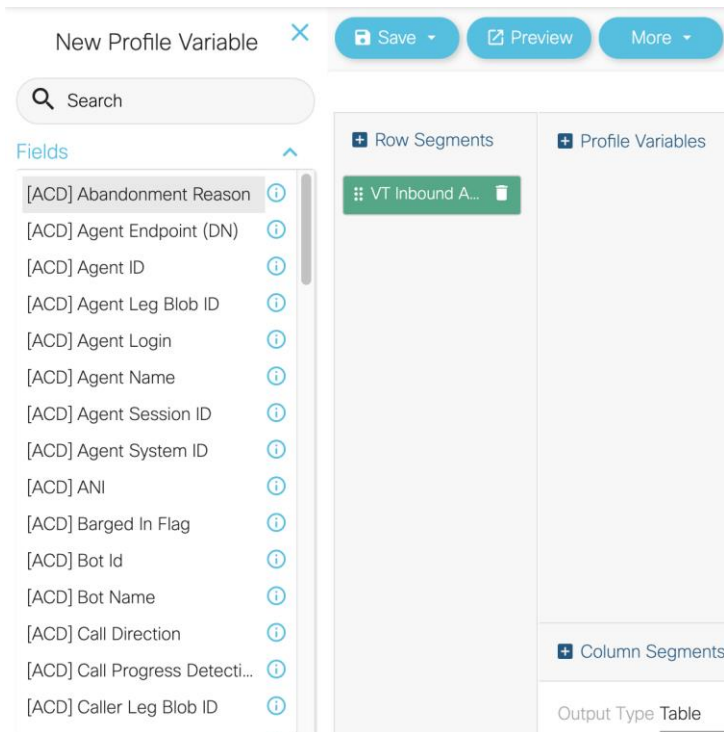 New Profile Variable
Search
Fields
[ACD] Abandonment Reason
[ACD] Agent Endpoint (DN)
[ACD] Agent ID
[ACD] Agent Leg Blob ID
[ACD] Agent Login
[ACD] Agent Name
[ACD] Agent Session ID
[ACD] Agent System ID
[ACD] ANI
[ACD] Barged In Flag
[ACD] Bot Id
[ACD] Bot Name
[ACD] Call Direction
[ACD] Call Progress Detecti...
[ACD] Caller Leg Blob ID
Save
Preview
More
Row Segments
VT Inbound A...
Profile Variables
Column Segments
Output Type Table